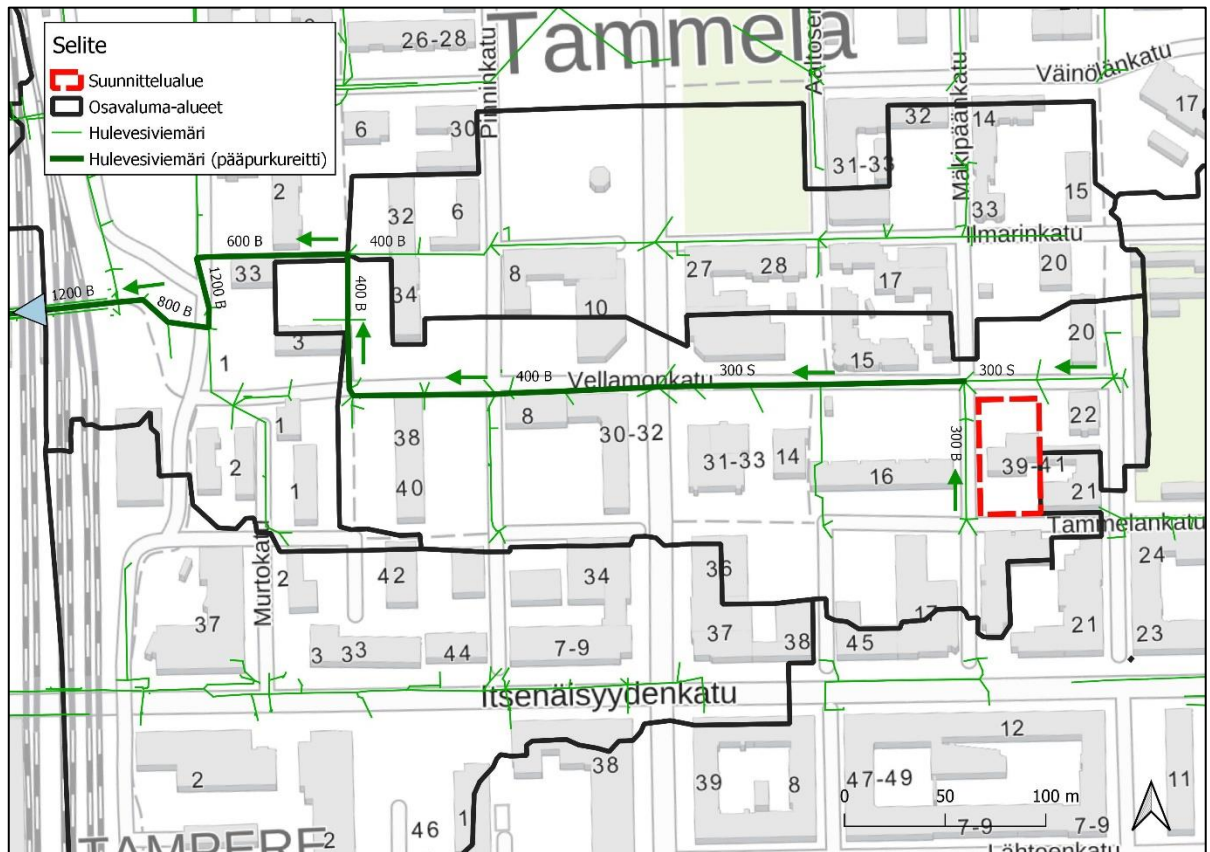 Selite
Suunnittelualue
Osavaluma-alueet
Hulevesiviemäri
Hulevesiviemäri (pääpurkureitti)
Tammela
26-28
Pinninkatu
Mäkipäänkatu
Väinölänkatu
17
6
30
32
14
31-33
15
2
32
6
33
Ilmarinkatu
600 B
400 B
33
1200 B
400 B
34
8
10
27
28
17
20
1200 B
800 B
3
1
15
20
400 B
Vellamonkatu
300 S
300 S
1
38
8
30-32
22
2
1
40
31-33
14
16
300 B
39-41
21
Tammelankatu
Murtokatu
2
42
34
36
24
37
3
33
44
7-9
37
38
45
17
21
23
Itsenäisyydenkatu
2
38
39
8
47-49
12
11
0
50
100 m
46
1
2
7-9
7-9
TAMPERE